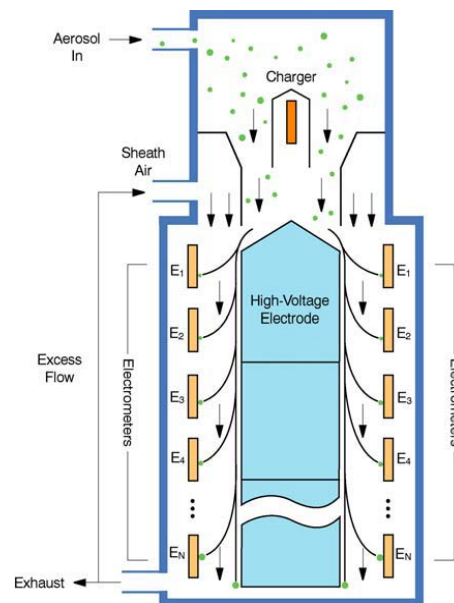 Aerosol
In
Charger
Sheath
Air
E1
E1
High-Voltage
Electrode
E2
E2
Excess
Flow
Electrometers
Electrometers
E3
E3
E4
E4
EN
EN
Exhaust